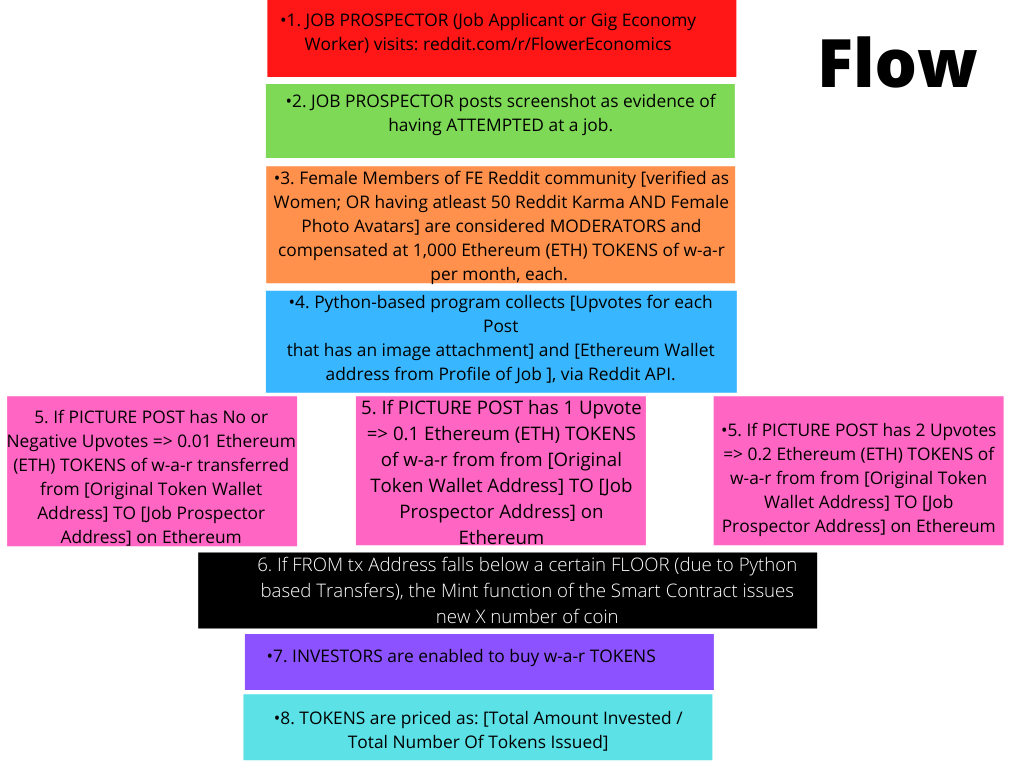 Flow
•1. JOB PROSPECTOR (Job Applicant or Gig Economy
Worker) visits: reddit.com/r/FlowerEconomics
•2. JOB PROSPECTOR posts screenshot as evidence of
having ATTEMPTED at a job.
•3. Female Members of FE Reddit community [verified as
Women; OR having atleast 50 Reddit Karma AND Female
Photo Avatars] are considered MODERATORS and
compensated at 1,000 Ethereum (ETH) TOKENS of w-a-r
per month, each.
•4. Python-based program collects [Upvotes for each
Post
that has an image attachment] and [Ethereum Wallet
address from Profile of Job ], via Reddit API.
5. If PICTURE POST has No or
Negative Upvotes => 0.01 Ethereum
(ETH) TOKENS of w-a-r transferred
from [Original Token Wallet
Address] TO [Job Prospector
Address] on Ethereum
5. If PICTURE POST has 1 Upvote
=> 0.1 Ethereum (ETH) TOKENS
of w-a-r from from [Original
Token Wallet Address] TO [Job
Prospector Address] on
Ethereum
•5. If PICTURE POST has 2 Upvotes
=> 0.2 Ethereum (ETH) TOKENS of
w-a-r from from [Original Token
Wallet Address] TO [Job
Prospector Address] on Ethereum
6. If FROM tx Address falls below a certain FLOOR (due to Python
based Transfers), the Mint function of the Smart Contract issues
new X number of coin
•7. INVESTORS are enabled to buy w-a-r TOKENS
•8. TOKENS are priced as: [Total Amount Invested /
Total Number Of Tokens Issued]